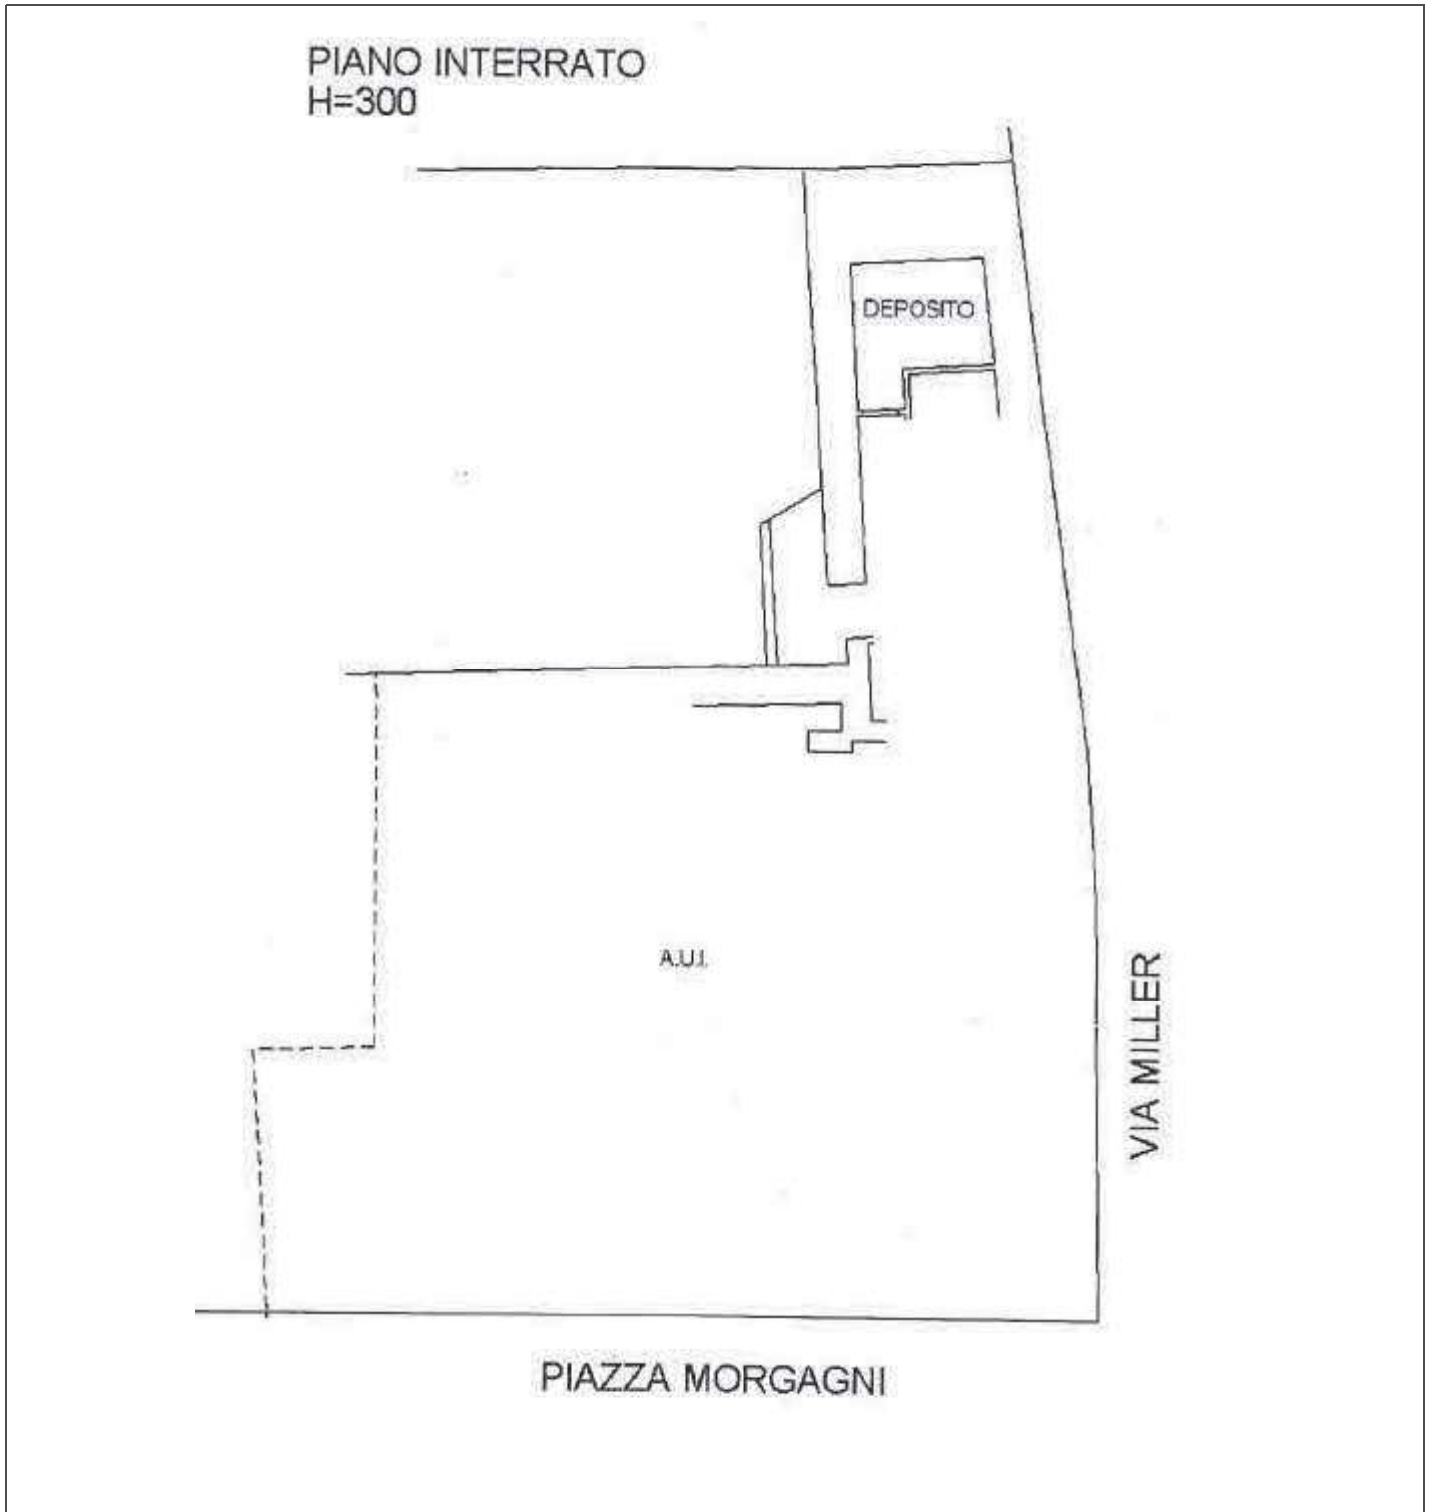 PIANO INTERRATO
H=300
DEPOSITO
A.U.I.
VIA MILLER
PIAZZA MORGAGNI